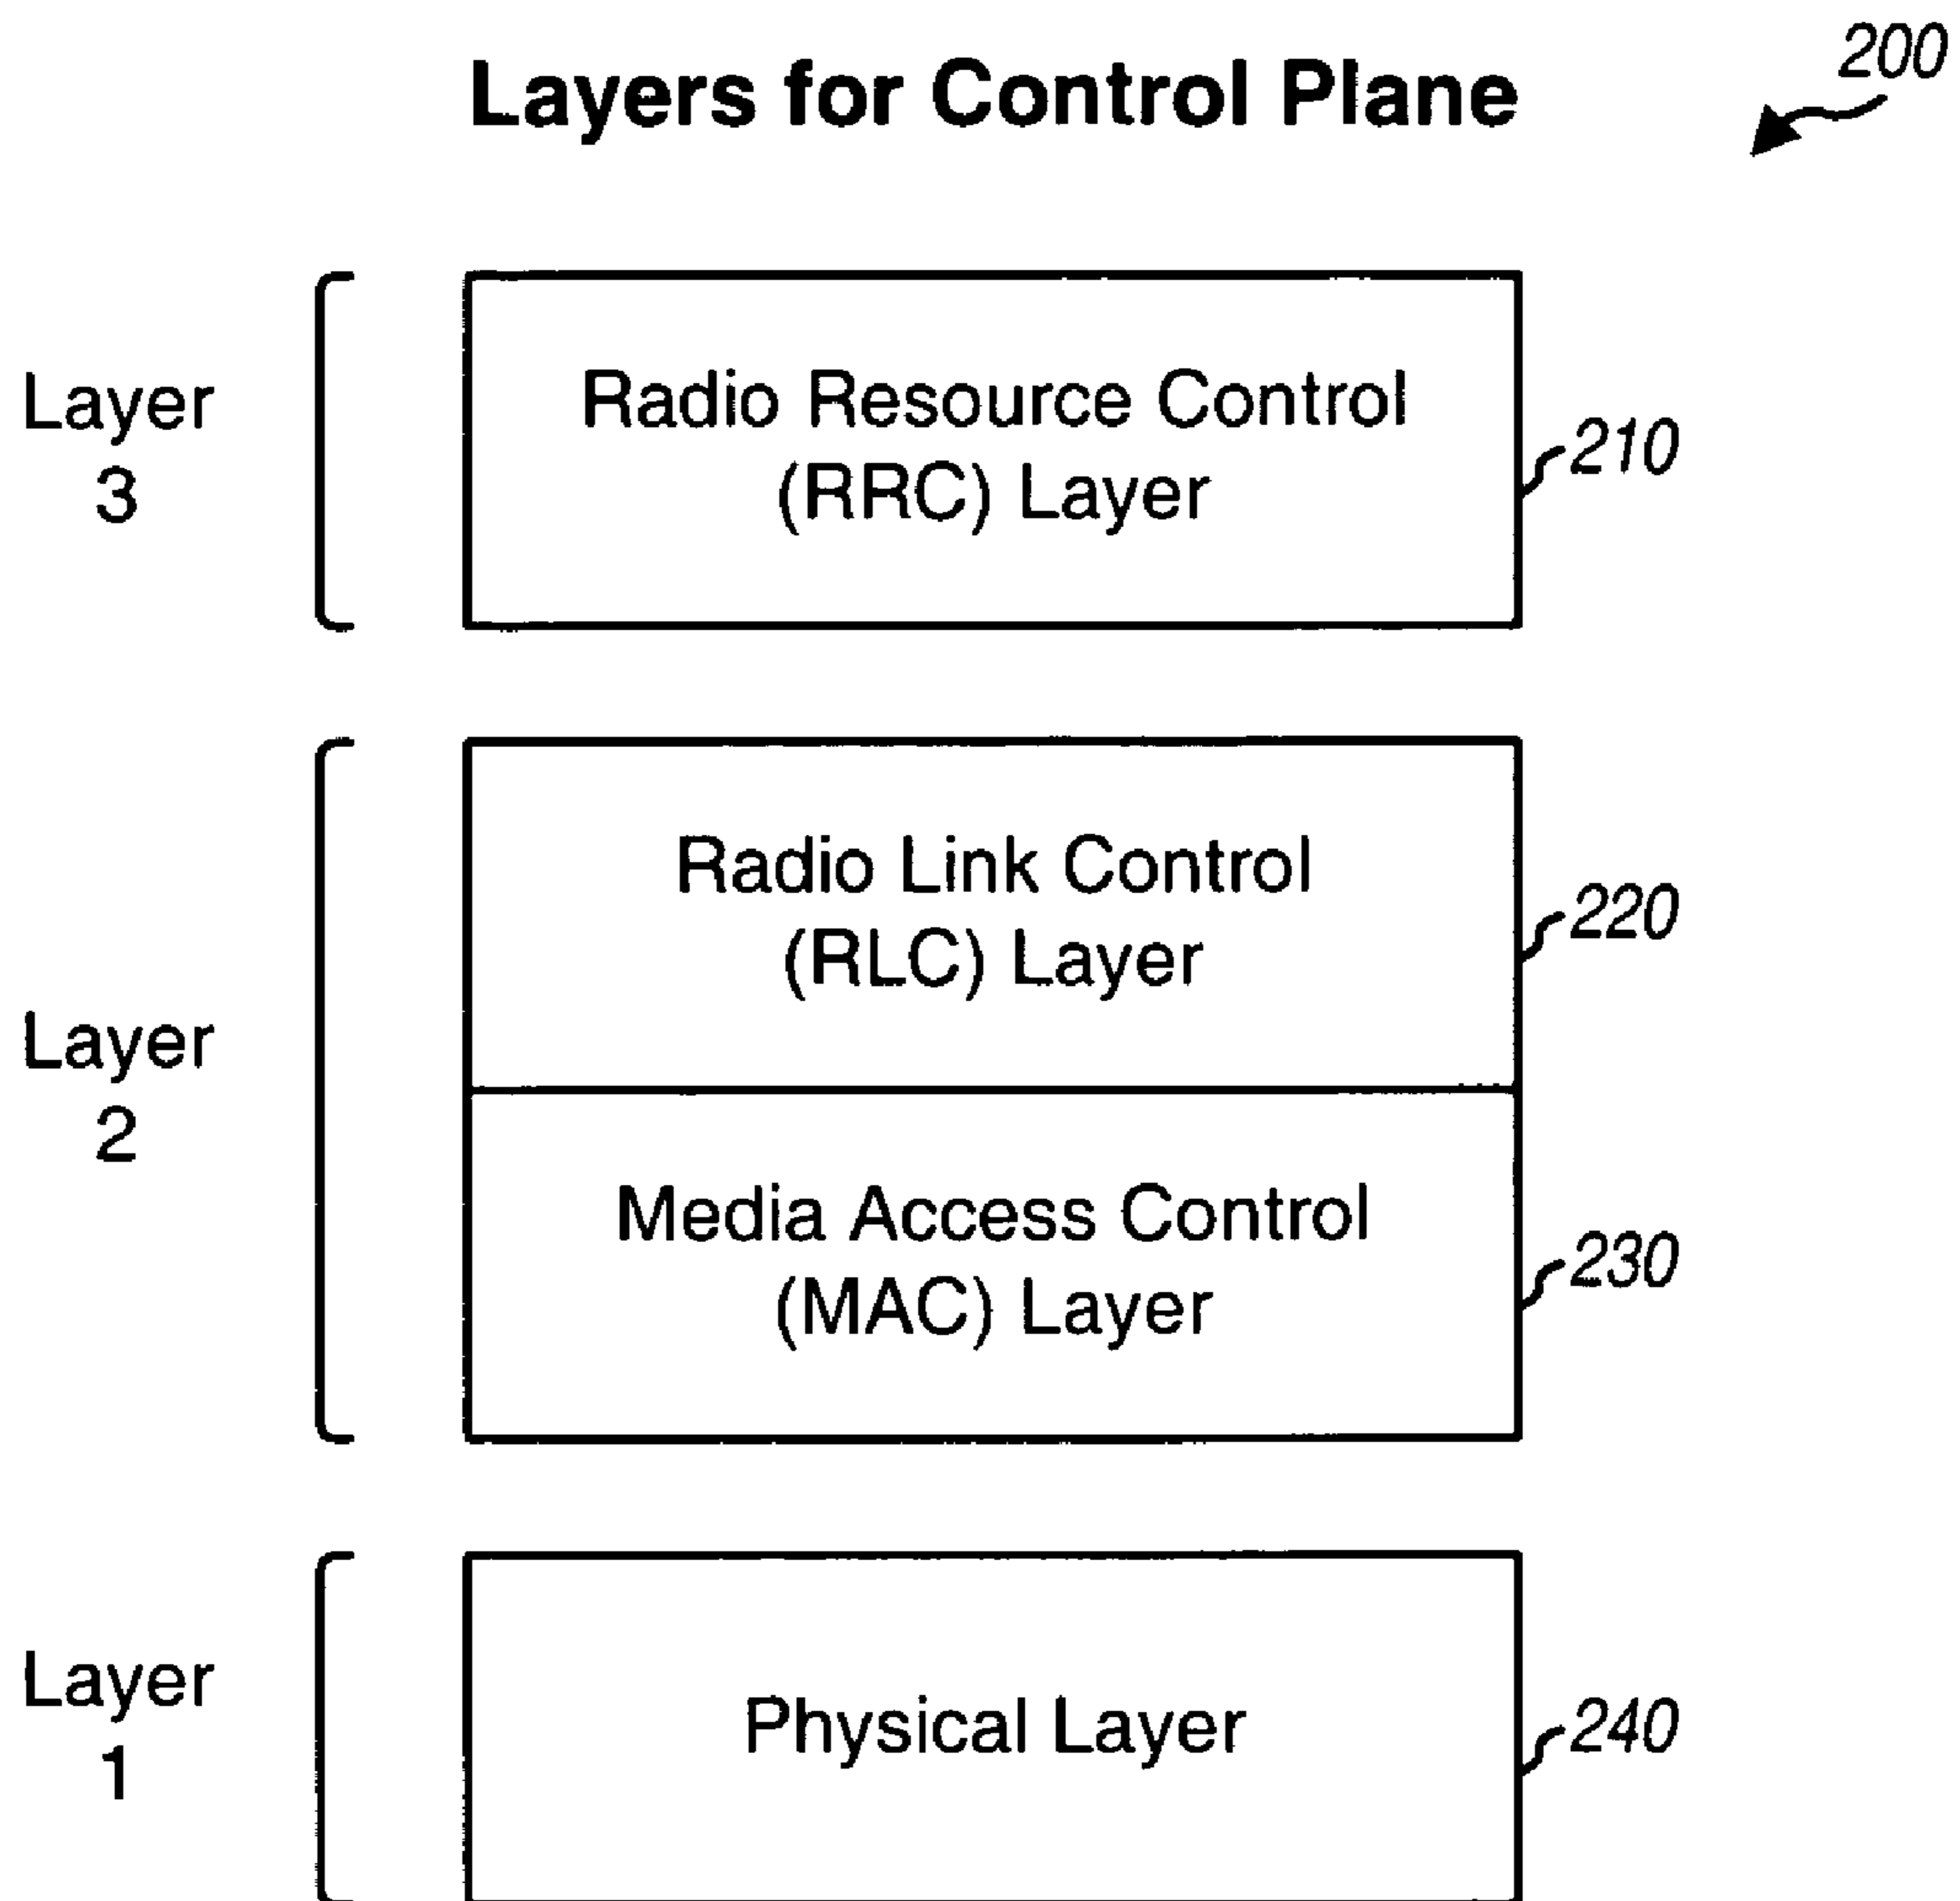 Layers for Control Plane
200
Layer
3
Radio Resource Control
(RRC) Layer
210
Layer
2
Radio Link Control
(RLC) Layer
220
Media Access Control
(MAC) Layer
230
Layer
1
Physical Layer
240